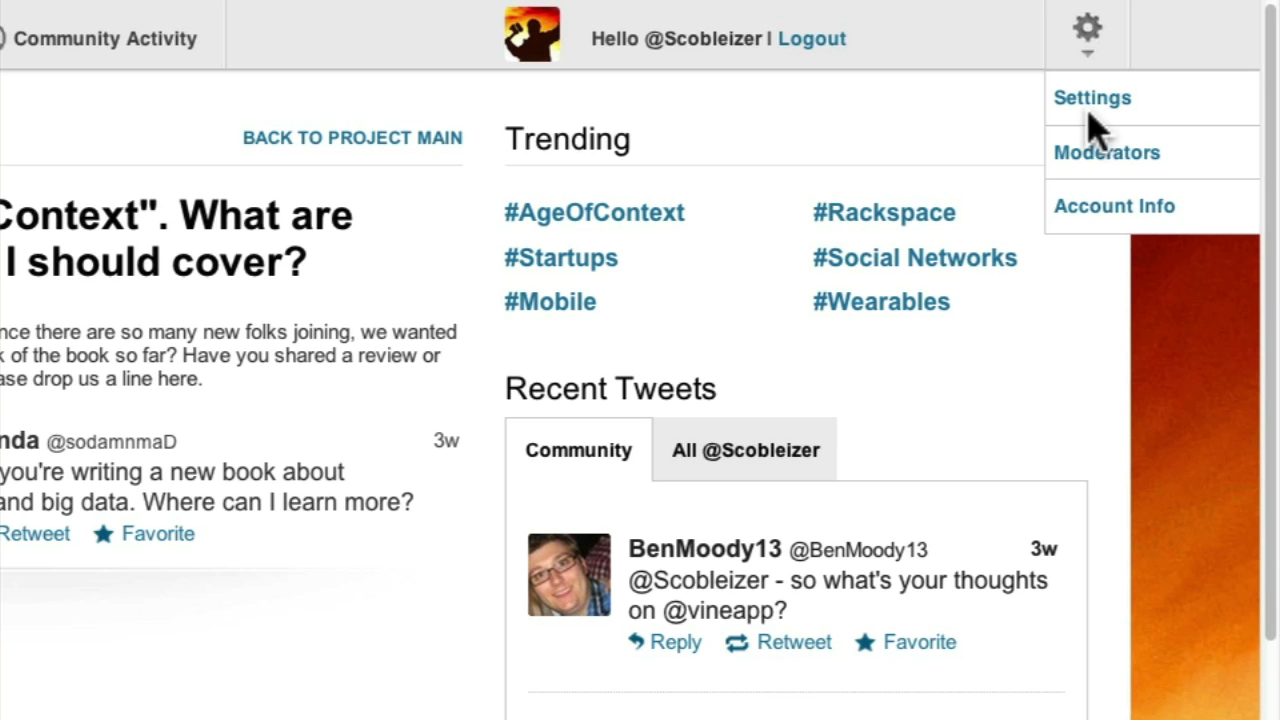 Community Activity
Hello @Scobleizer | Logout
Settings
Moderators
Account Info
BACK TO PROJECT MAIN
Context". What are
I should cover?
nce there are so many new folks joining, we wanted
k of the book so far? Have you shared a review or
ase drop us a line here.
nda @sodamnmaD 3w
you're writing a new book about
and big data. Where can I learn more?
Retweet Favorite
Trending
#AgeOfContext #Rackspace
#Startups #Social Networks
#Mobile #Wearables
Recent Tweets
Community All @Scobleizer
BenMoody13 @BenMoody13 3w
@Scobleizer - so what's your thoughts
on @vineapp?
Reply Retweet Favorite